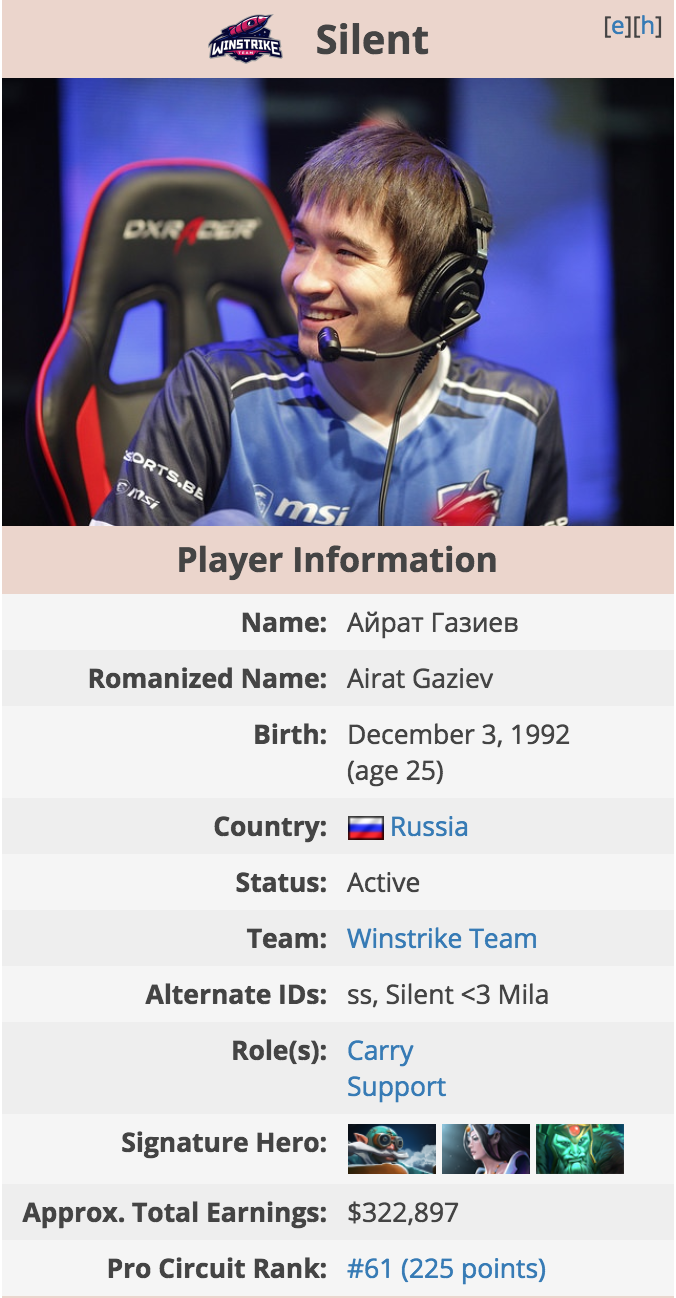 WINSTRIKE
TEAM
Silent
[e][h]
DXRACER
ORTS.BE
msi
msi
Player Information
Name: Айрат Газиев
Romanized Name: Airat Gaziev
Birth: December 3, 1992
(age 25)
Country: Russia
Status: Active
Team: Winstrike Team
Alternate IDs: ss, Silent <3 Mila
Role(s): Carry
Support
Signature Hero:
Approx. Total Earnings: $322,897
Pro Circuit Rank: #61 (225 points)